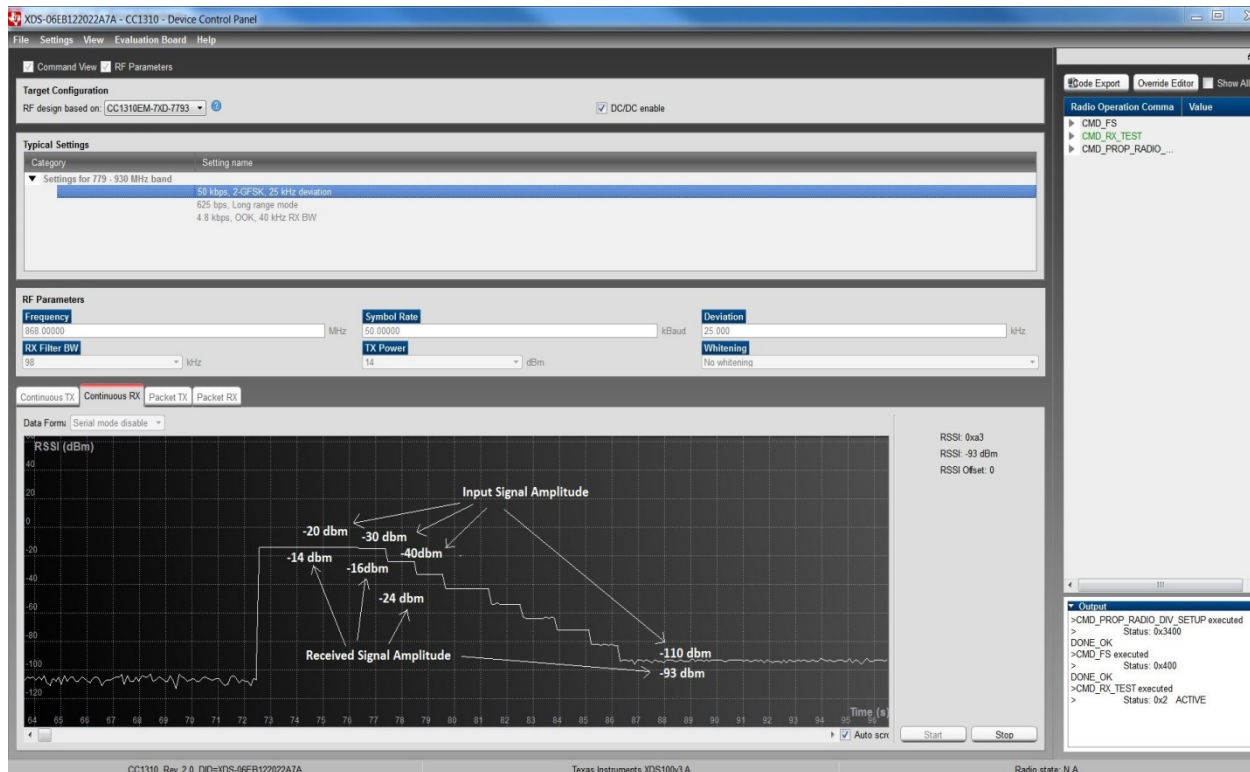 XDS-06EB122022A7A - CC1310 - Device Control Panel
File Settings View Evaluation Board Help
Command View RF Parameters
Target Configuration
RF design based on: CC1310EM-7XD-7793
DC/DC enable
Typical Settings
Category Setting name
Settings for 779 - 930 MHz band
50 kbps, 2-GFSK, 25 kHz deviation
625 bps, Long range mode
4.8 kbps, OOK, 40 kHz RX BW
RF Parameters
Frequency Symbol Rate Deviation
868.00000 MHz 50.00000 kBaud 25.000 kHz
RX Filter BW TX Power Whitening
98 kHz 14 dBm No whitening
Continuous TX Continuous RX Packet TX Packet RX
Data Forma Serial mode disable
RSSI (dBm)
40
20
0
-20
-40
-60
-80
-100
-120
Input Signal Amplitude
-20 dbm -30 dbm -40dbm
-14 dbm -16dbm
-24 dbm
Received Signal Amplitude
-110 dbm
-93 dbm
Time (s)
64 65 66 67 68 69 70 71 72 73 74 75 76 77 78 79 80 81 82 83 84 85 86 87 88 89 90 91 92 93 94 95 96
Auto scro
RSSI: 0xa3
RSSI: -93 dBm
RSSI Offset: 0
Start Stop
Code Export Override Editor Show All
Radio Operation Comma Value
CMD_FS
CMD_RX_TEST
CMD_PROP_RADIO_...
Output
>CMD_PROP_RADIO_DIV_SETUP executed
> Status: 0x3400
DONE_OK
>CMD_FS executed
> Status: 0x400
DONE_OK
>CMD_RX_TEST executed
> Status: 0x2 ACTIVE
CC1310, Rev. 2.0, DID=XDS-06EB122022A7A Texas Instruments XDS100v3 A Radio state: N.A.